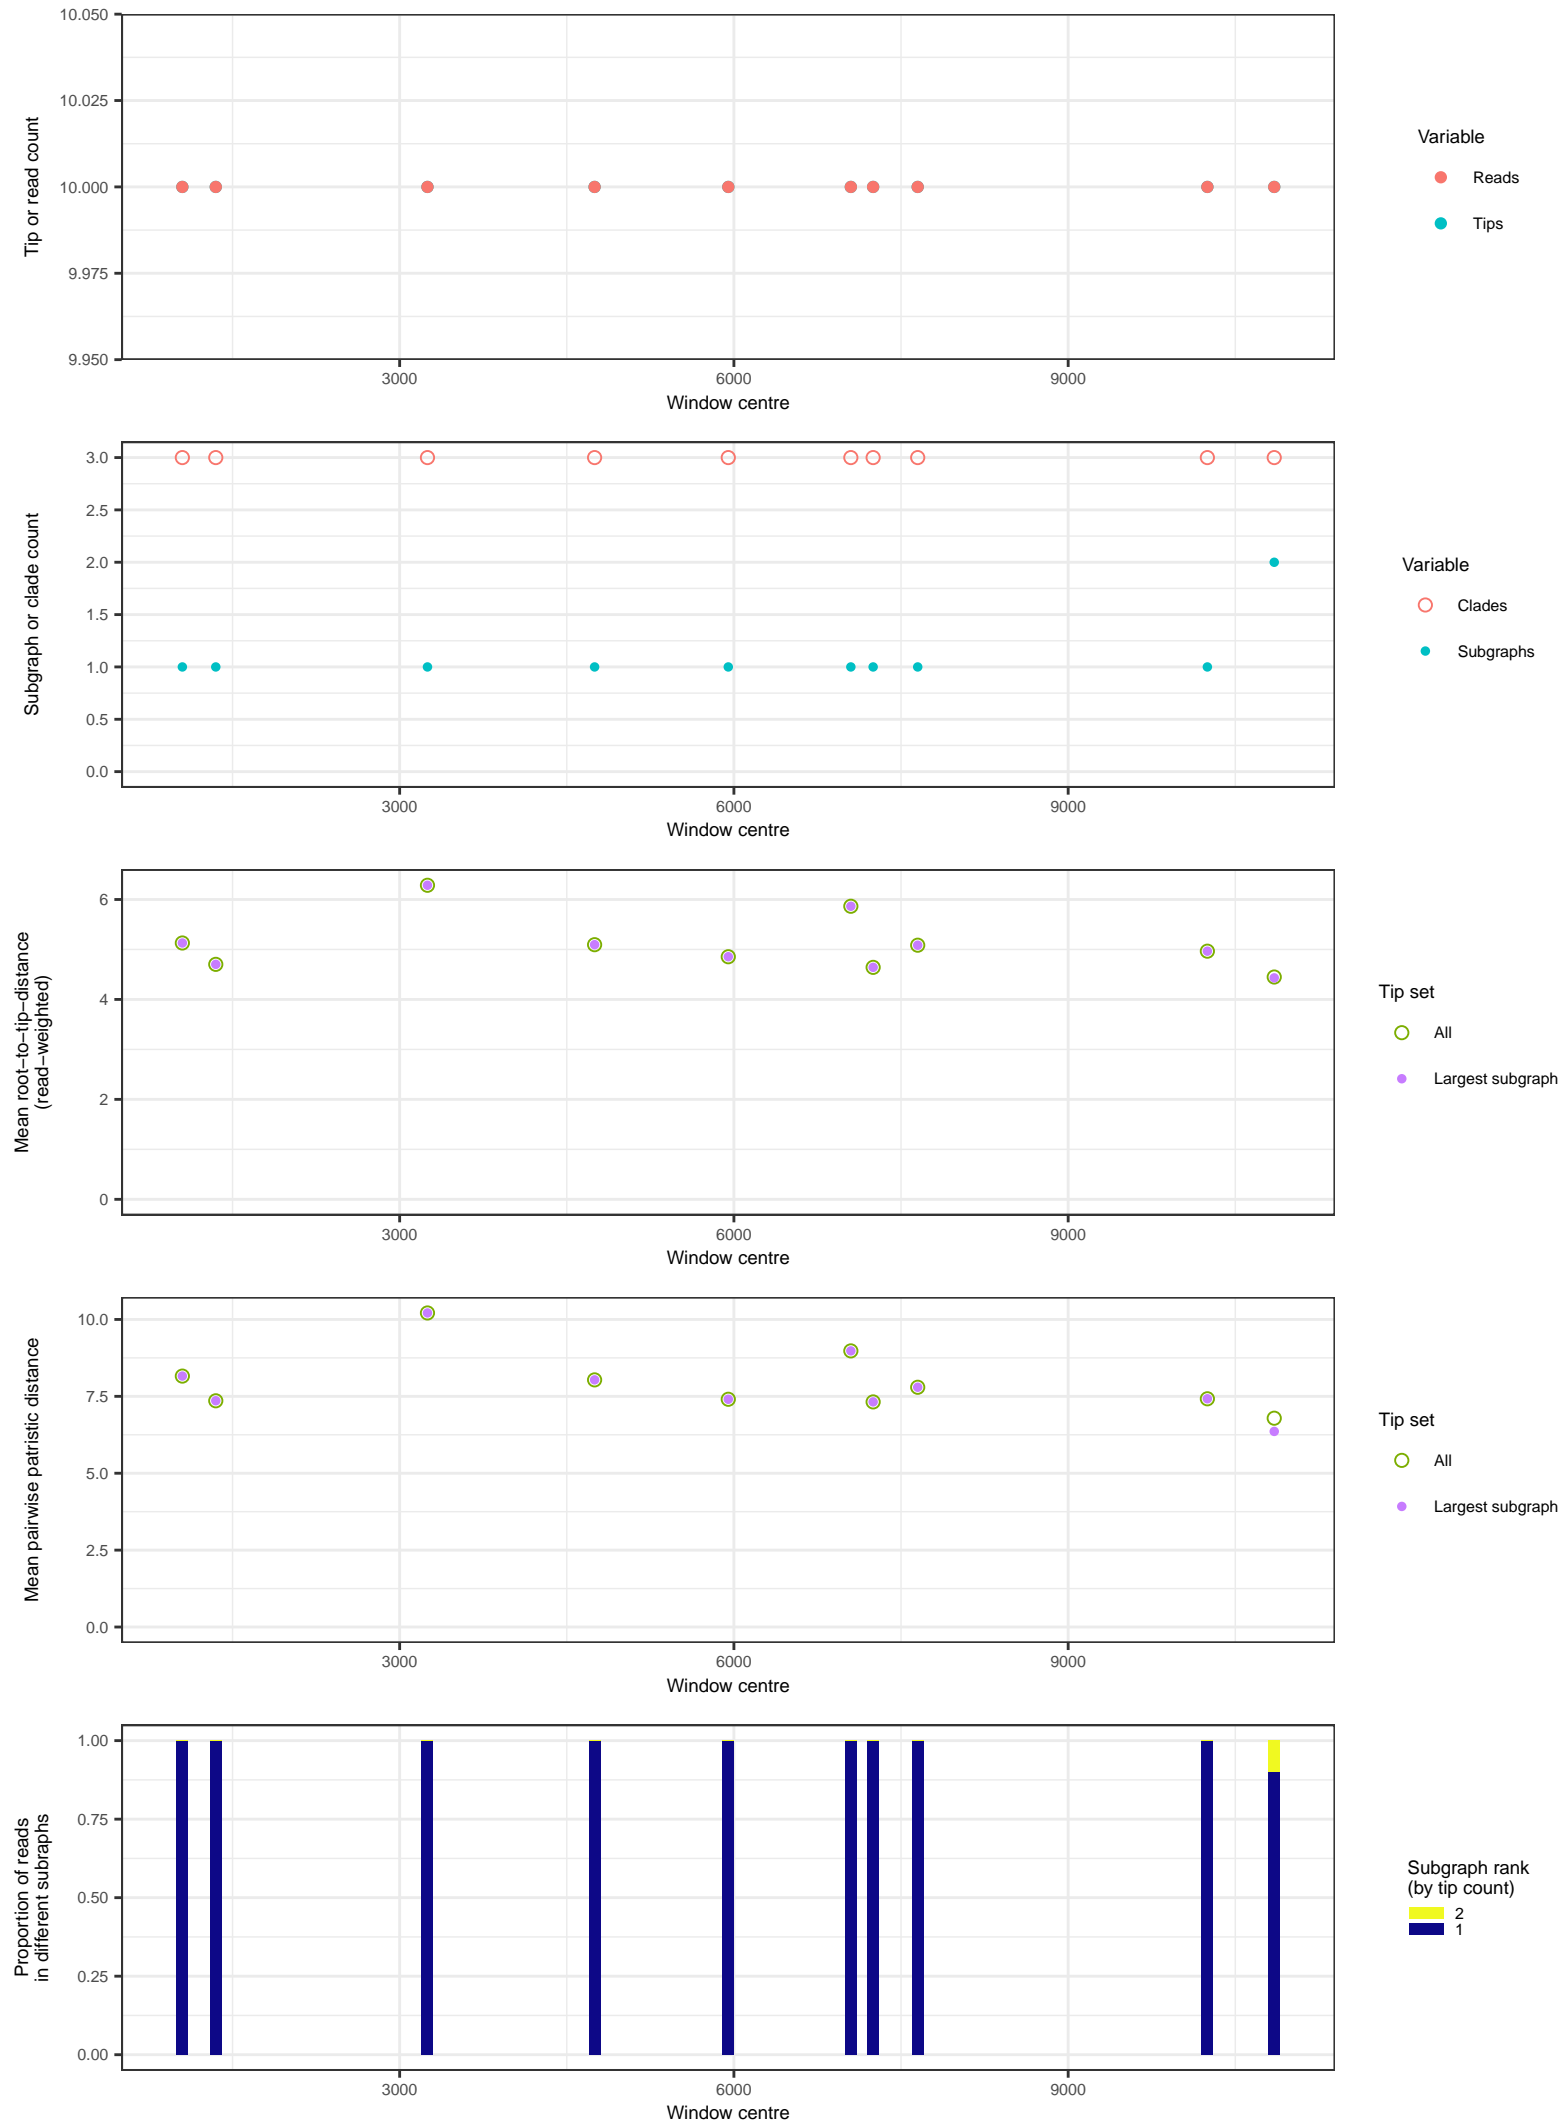 10.050
10.025
10.000
9.975
9.950
Tip or read count
3000
6000
9000
Window centre
Variable
Reads
Tips
3.0
2.5
2.0
1.5
1.0
0.5
0.0
Subgraph or clade count
3000
6000
9000
Window centre
Variable
Clades
Subgraphs
6
4
2
0
Mean root−to−tip−distance
(read−weighted)
3000
6000
9000
Window centre
Tip set
All
Largest subgraph
10.0
7.5
5.0
2.5
0.0
Mean pairwise patristic distance
3000
6000
9000
Window centre
Tip set
All
Largest subgraph
1.00
0.75
0.50
0.25
0.00
Proportion of reads
in different subraphs
3000
6000
9000
Window centre
Subgraph rank
(by tip count)
2
1